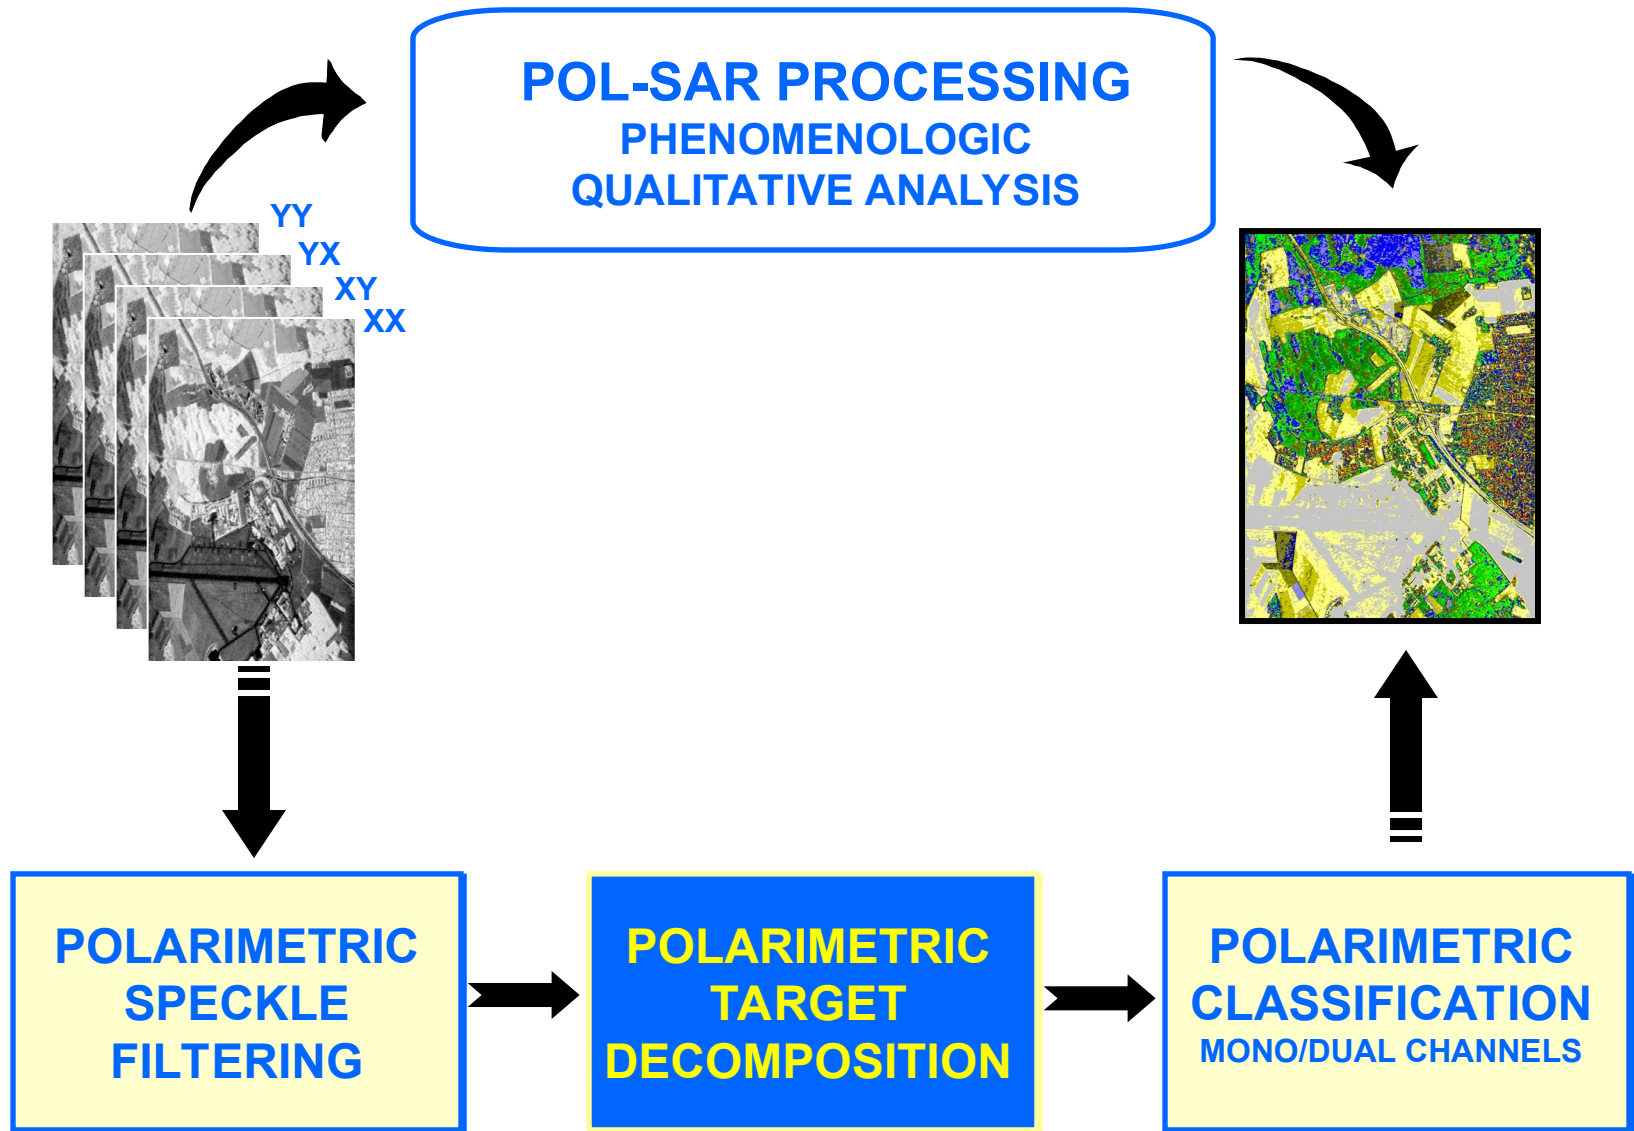 POL-SAR PROCESSING
PHENOMENOLOGIC
QUALITATIVE ANALYSIS
YY
YX
XY
XX
POLARIMETRIC
SPECKLE
FILTERING
POLARIMETRIC
TARGET
DECOMPOSITION
POLARIMETRIC
CLASSIFICATION
MONO/DUAL CHANNELS